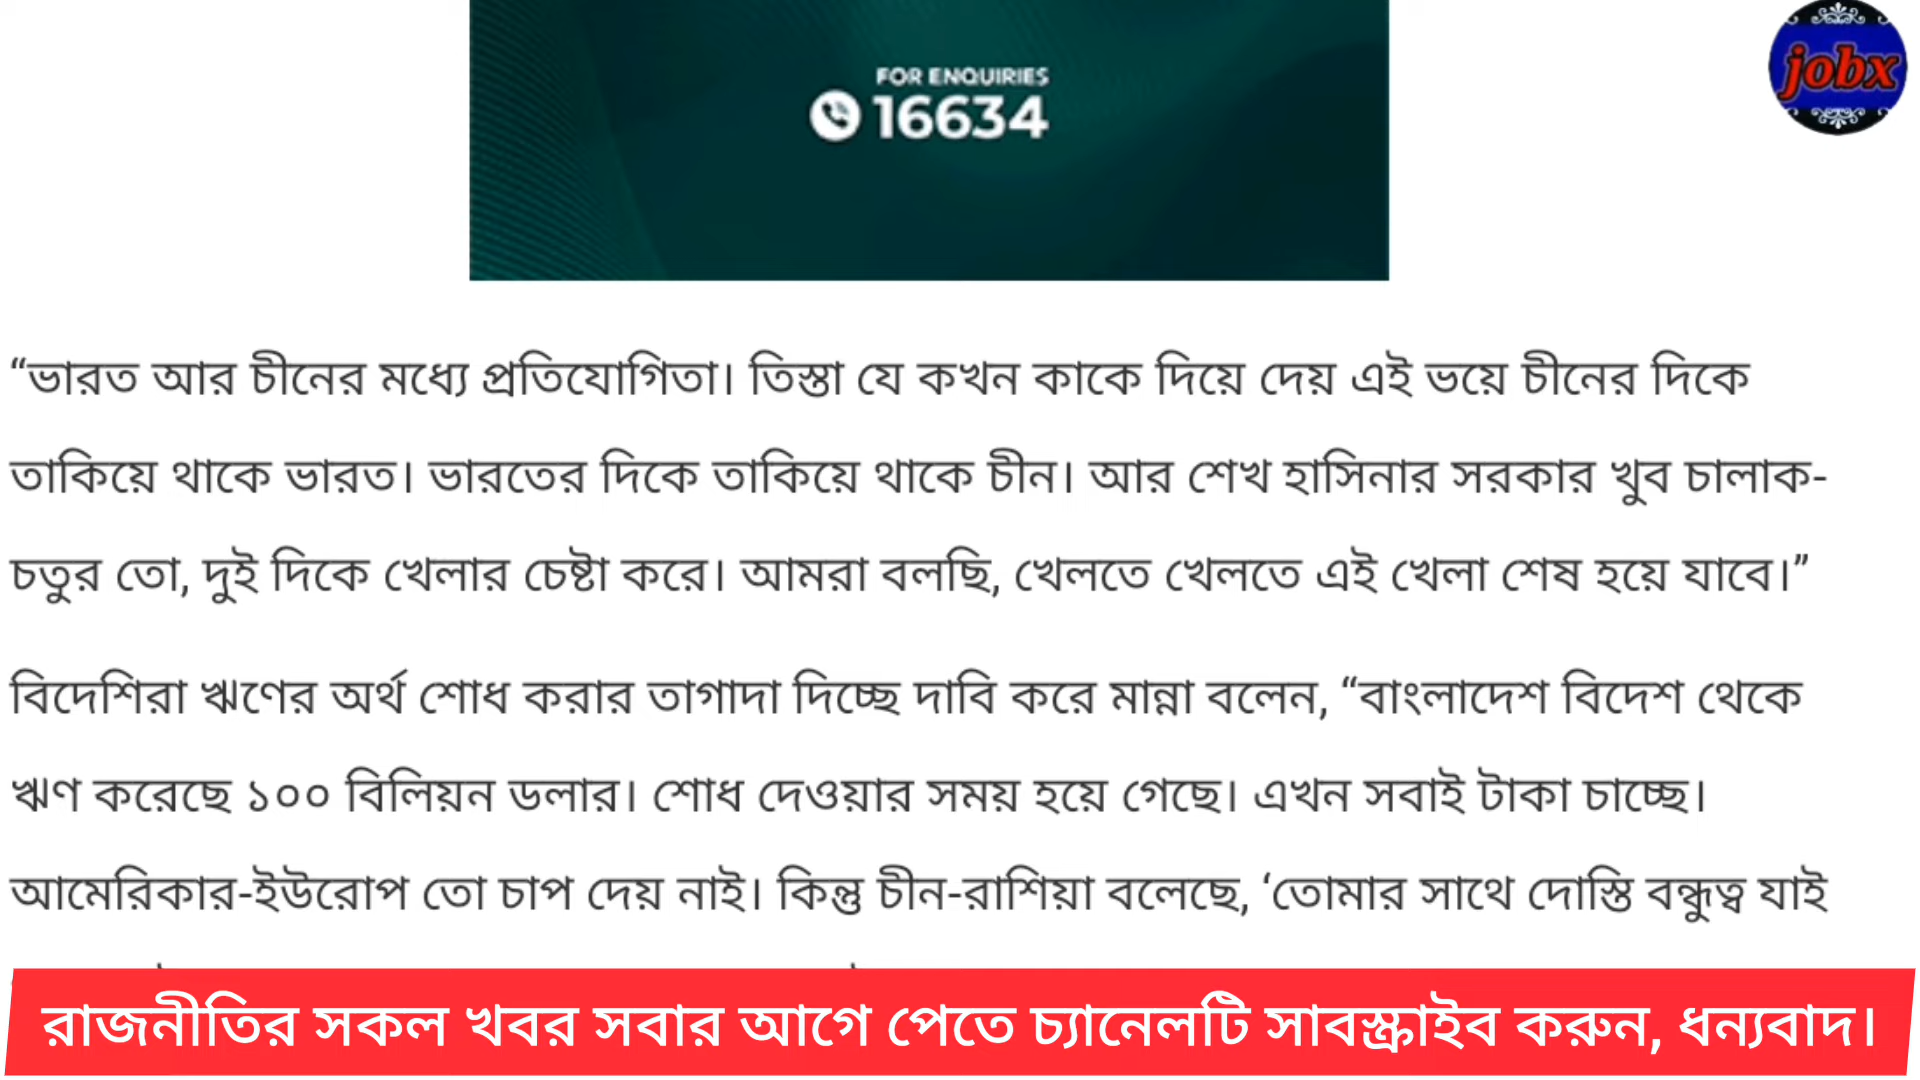 FOR ENQUIRIES
16634
jobx
“ভারত আর চীনের মধ্যে প্রতিযোগিতা। তিস্তা যে কখন কাকে দিয়ে দেয় এই ভয়ে চীনের দিকে
তাকিয়ে থাকে ভারত। ভারতের দিকে তাকিয়ে থাকে চীন। আর শেখ হাসিনার সরকার খুব চালাক-
চতুর তো, দুই দিকে খেলার চেষ্টা করে। আমরা বলছি, খেলতে খেলতে এই খেলা শেষ হয়ে যাবে।”
বিদেশিরা ঋণের অর্থ শোধ করার তাগাদা দিচ্ছে দাবি করে মান্না বলেন, “বাংলাদেশ বিদেশ থেকে
ঋণ করেছে ১০০ বিলিয়ন ডলার। শোধ দেওয়ার সময় হয়ে গেছে। এখন সবাই টাকা চাচ্ছে।
আমেরিকার-ইউরোপ তো চাপ দেয় নাই। কিন্তু চীন-রাশিয়া বলেছে, ‘তোমার সাথে দোস্তি বন্ধুত্ব যাই
রাজনীতির সকল খবর সবার আগে পেতে চ্যানেলটি সাবস্ক্রাইব করুন, ধন্যবাদ।